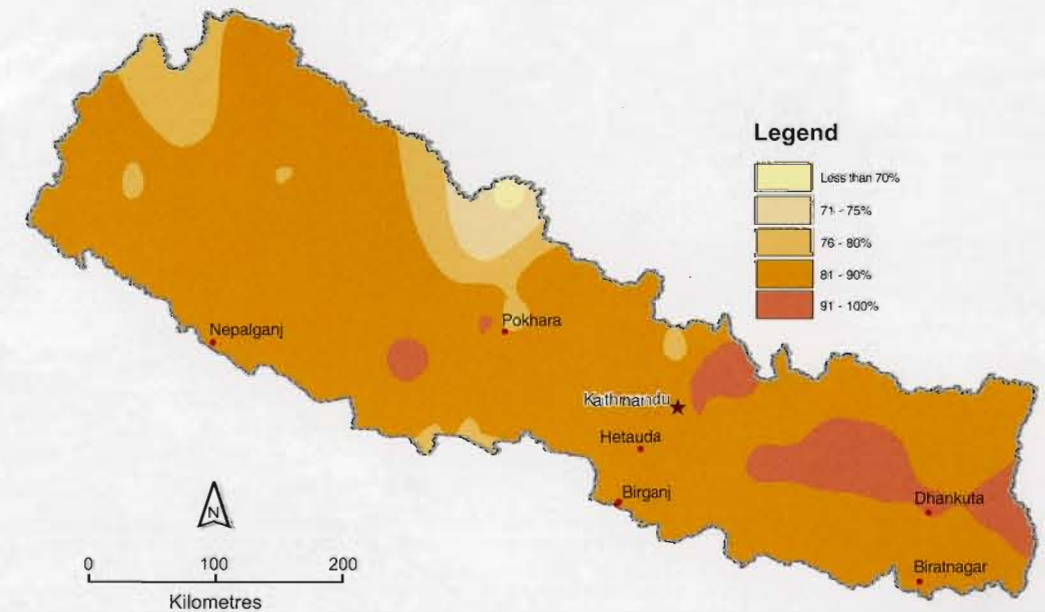 Legend
Less than 70%
71 - 75%
76 - 80%
81 - 90%
91 - 100%
Nepalganj
Pokhara
Kathmandu
Hetauda
Birganj
Dhankuta
Biratnagar
N
0 100 200
Kilometres